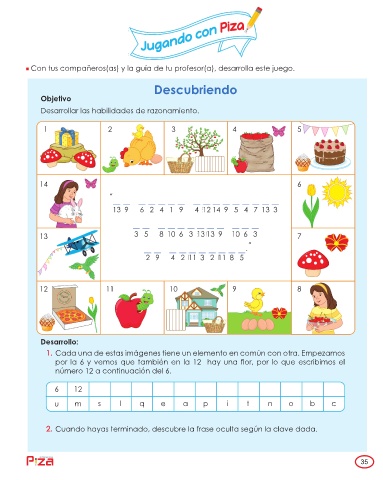 Jugando con Piza
Con tus compañeros(as) y la guía de tu profesor(a), desarrolla este juego.
Descubriendo
Objetivo
Desarrollar las habilidades de razonamiento.
1 2 3 4 5
14 6
"
13 9 6 2 4 1 9 4 12 14 9 5 4 7 13 3
13 7
3 5 8 10 6 3 13 13 9 10 6 3
"
2 9 4 2 11 3 2 11 8 5
12 11 10 9 8
Desarrollo:
1. Cada una de estas imágenes tiene un elemento en común con otra. Empezamos
por la 6 y vemos que también en la 12 hay una flor, por lo que escribimos el
número 12 a continuación del 6.
6 12
u m s l q e a p i t n o b c
2. Cuando hayas terminado, descubre la frase oculta según la clave dada.
Piza
35